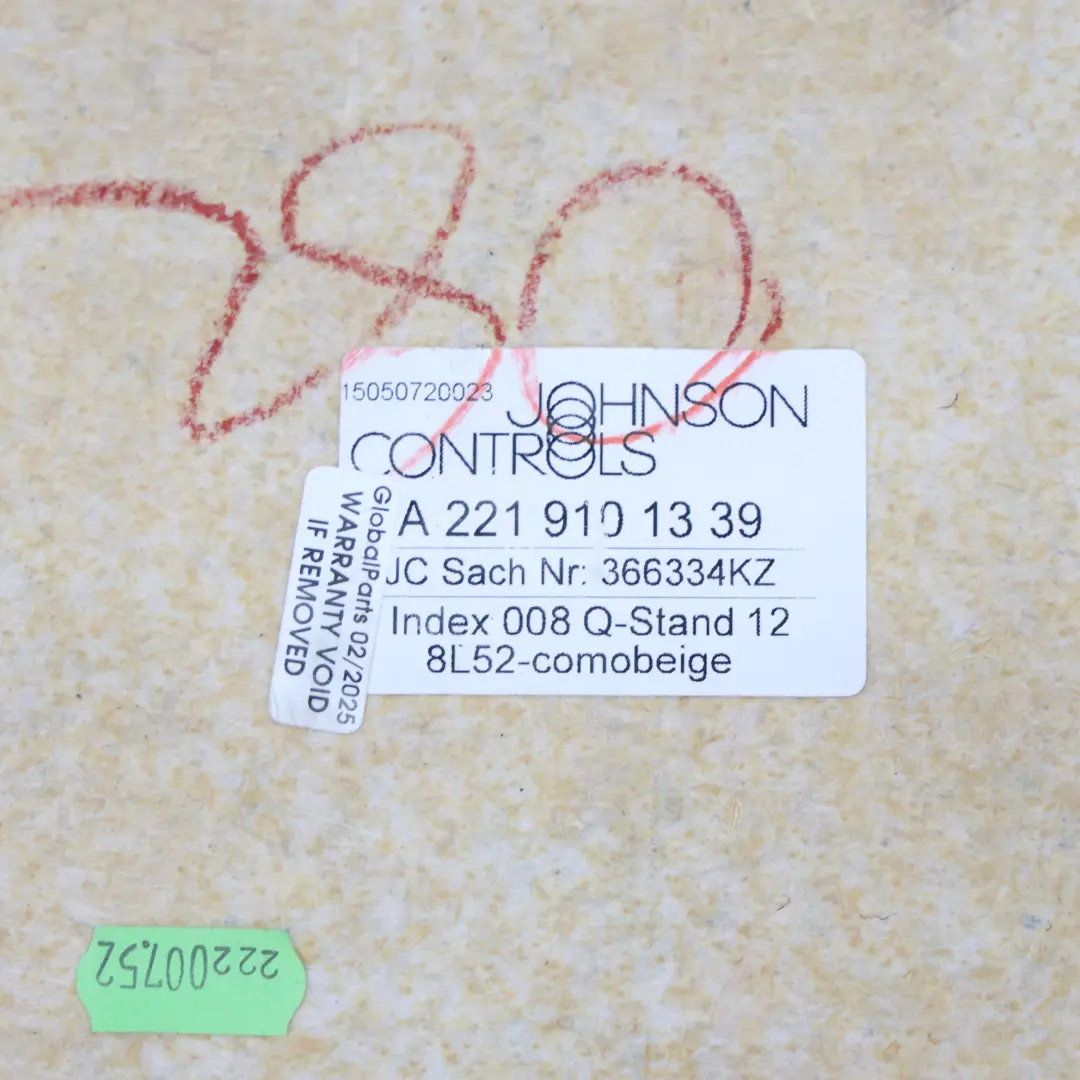 280
15050720023
JOHNSON
CONTROLS
A 221 910 13 39
JC Sach Nr: 366334KZ
Index 008 Q-Stand 12
8L52-comobeige
GlobalParts 02/2025
WARRANTY VOID
IF REMOVED
22200752